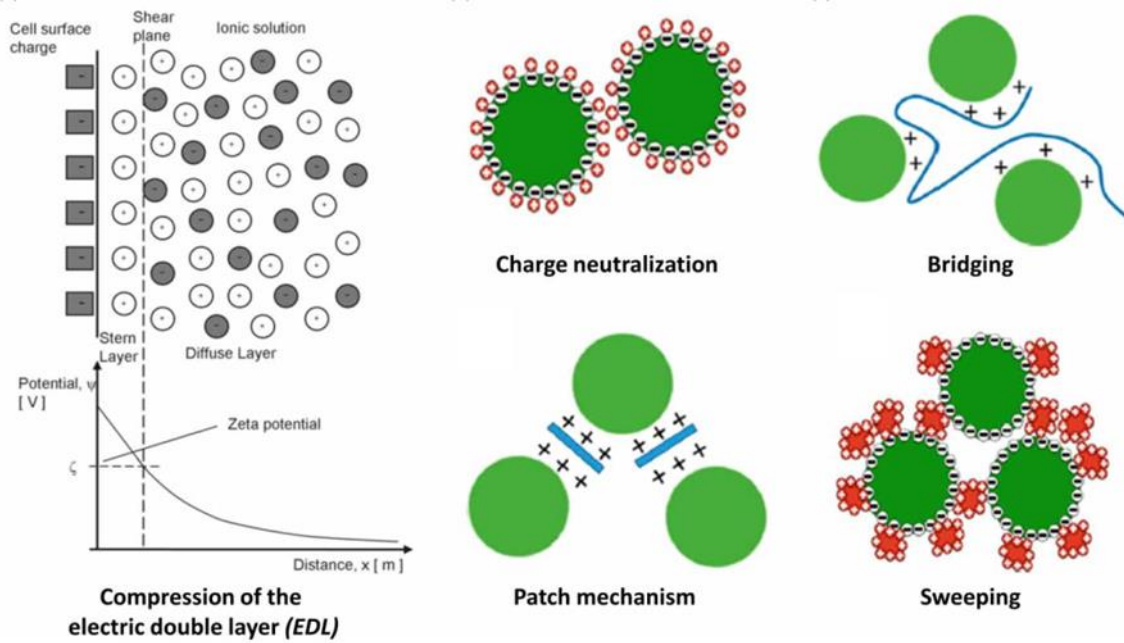 Cell surface
charge
Shear
plane
Ionic solution
Stern
Layer
Diffuse Layer
Potential, ψ
[ V ]
Zeta potential
ζ
Distance, x [ m ]
Compression of the
electric double layer (EDL)
Charge neutralization
Bridging
Patch mechanism
Sweeping